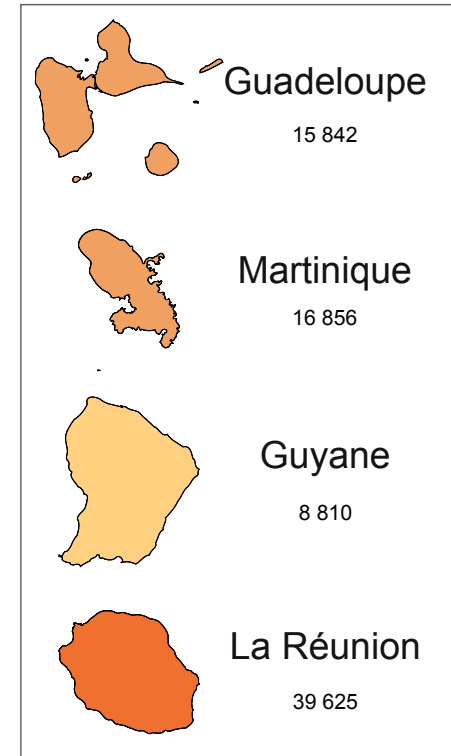 Guadeloupe
15 842
Martinique
16 856
Guyane
8 810
La Réunion
39 625